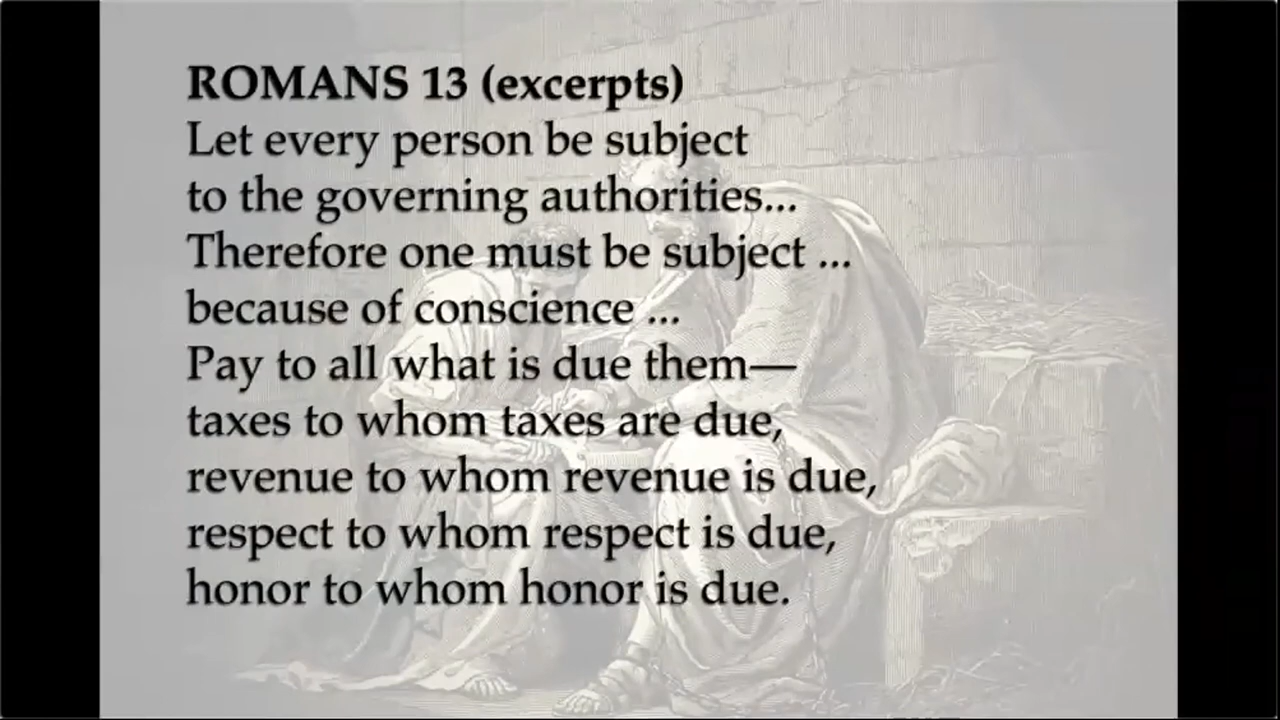 ROMANS 13 (excerpts)
Let every person be subject
to the governing authorities...
Therefore one must be subject ...
because of conscience ...
Pay to all what is due them—
taxes to whom taxes are due,
revenue to whom revenue is due,
respect to whom respect is due,
honor to whom honor is due.